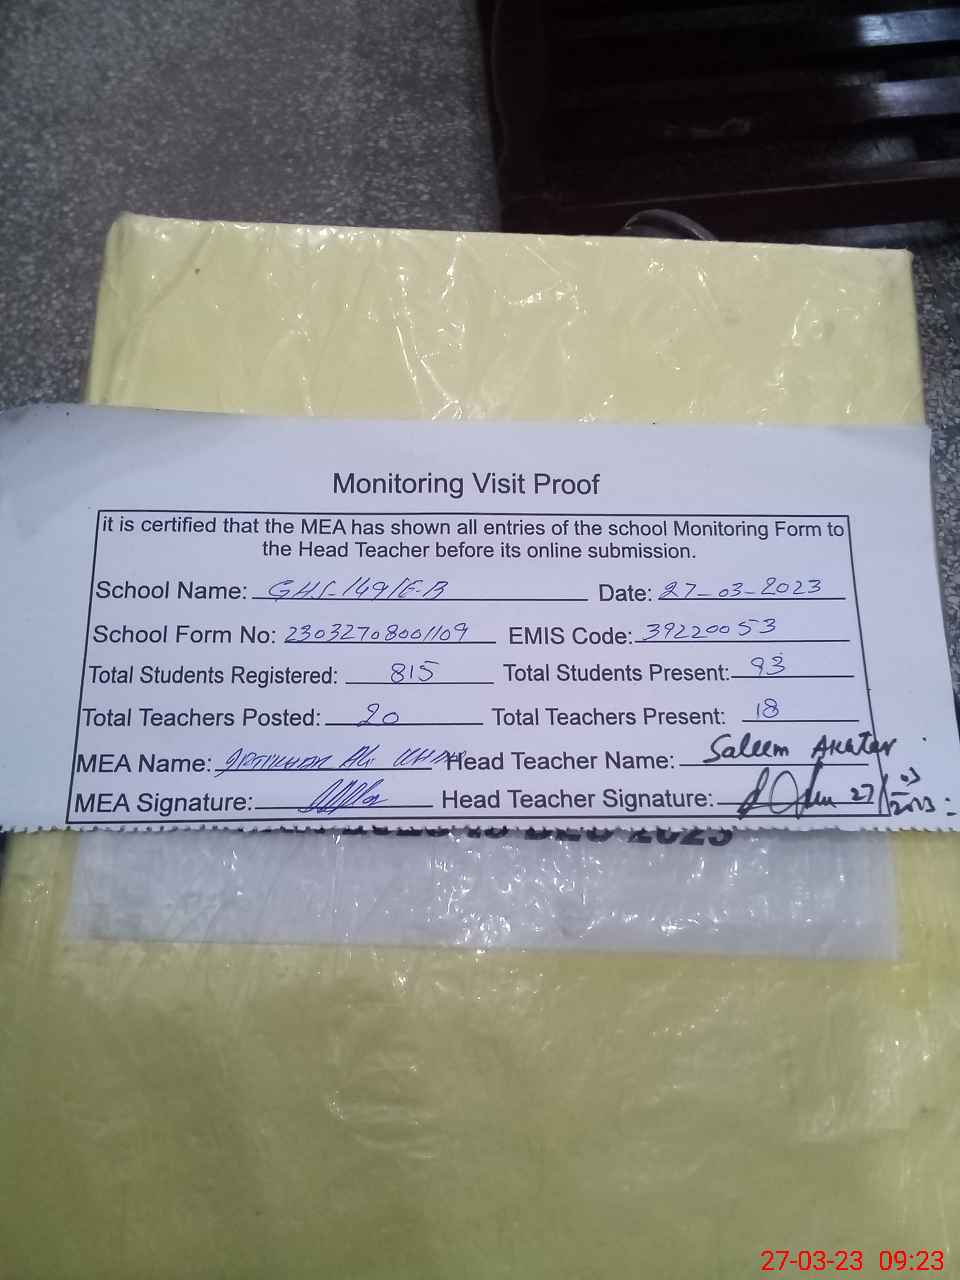 Monitoring Visit Proof
it is certified that the MEA has shown all entries of the school Monitoring Form to
the Head Teacher before its online submission.
School Name: GHS-149/E-B Date: 27-03-2023
School Form No: 23032708001109 EMIS Code: 39220053
Total Students Registered: 815 Total Students Present: 93
Total Teachers Posted: 20 Total Teachers Present: 18
MEA Name: Ali Head Teacher Name: Saleem Akhtar
MEA Signature: Head Teacher Signature: 27/03/2023
DEC 2023
27-03-23 09:23